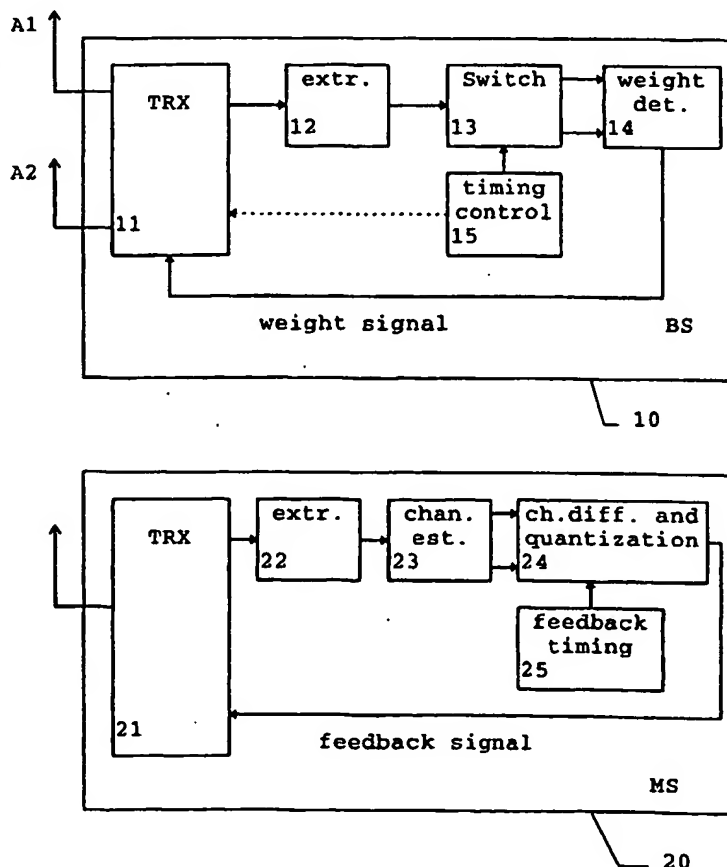 A1
TRX
extr.
12
Switch
13
weight
det.
14
A2
11
timing
control
15
weight signal
BS
10
TRX
extr.
22
chan.
est.
23
ch.diff. and
quantization
24
feedback
timing
25
21
feedback signal
MS
20